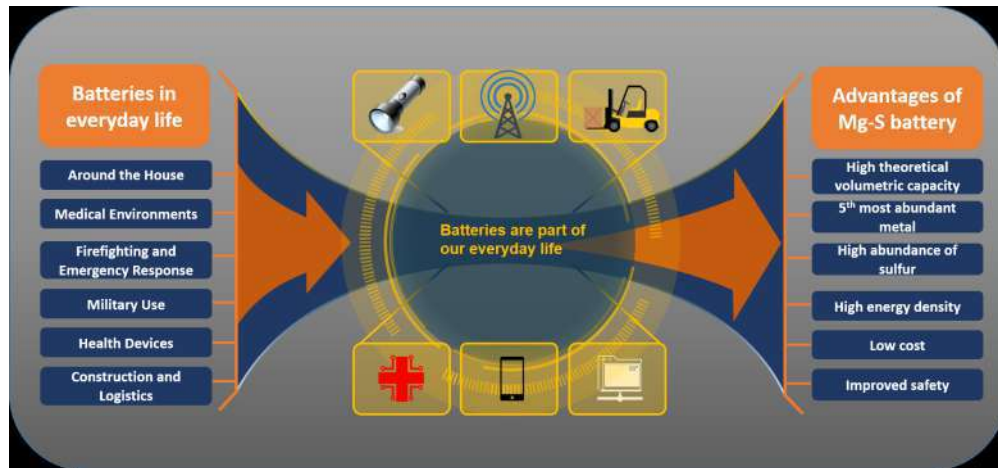 Batteries in
everyday life
Around the House
Medical Environments
Firefighting and
Emergency Response
Military Use
Health Devices
Construction and
Logistics
Batteries are part of
our everyday life
Advantages of
Mg-S battery
High theoretical
volumetric capacity
5th most abundant
metal
High abundance of
sulfur
High energy density
Low cost
Improved safety